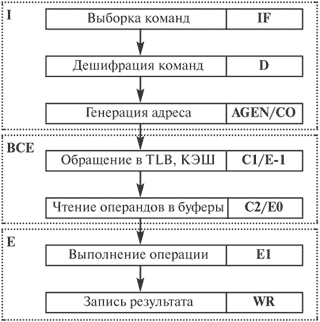 I
Выборка команд IF
Дешифрация команд D
Генерация адреса AGEN/CO
ВСЕ
Обращение в TLB, КЭШ C1/E-1
Чтение операндов в буферы C2/E0
E
Выполнение операции E1
Запись результата WR